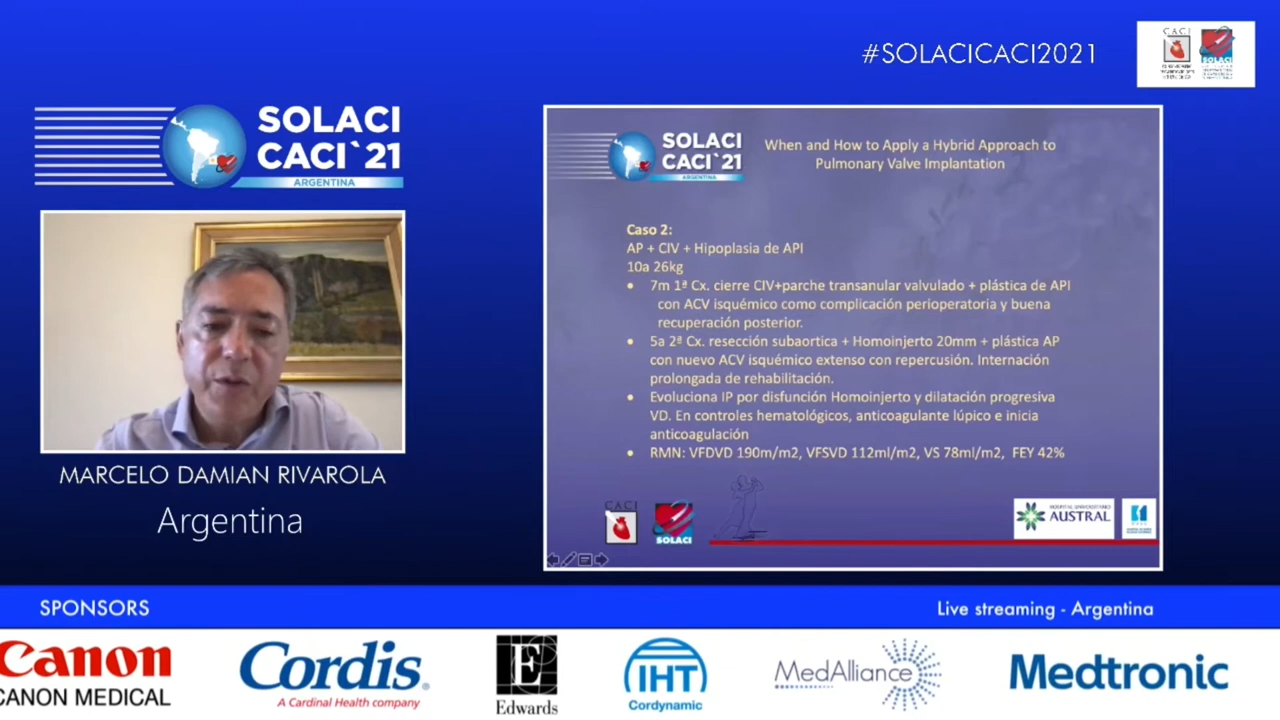 #SOLACICACI2021
CACI
SOLACI
SOLACI
CACI`21
ARGENTINA
MARCELO DAMIAN RIVAROLA
Argentina
SOLACI
CACI`21
ARGENTINA
When and How to Apply a Hybrid Approach to
Pulmonary Valve Implantation
Caso 2:
AP + CIV + Hipoplasia de API
10a 26kg
• 7m 1ª Cx. cierre CIV+parche transanular valvulado + plástica de API
con ACV isquémico como complicación perioperatoria y buena
recuperación posterior.
• 5a 2ª Cx. resección subaortica + Homoinjerto 20mm + plástica AP
con nuevo ACV isquémico extenso con repercusión. Internación
prolongada de rehabilitación.
• Evoluciona IP por disfunción Homoinjerto y dilatación progresiva
VD. En controles hematológicos, anticoagulante lúpico e inicia
anticoagulación
• RMN: VFDVD 190m/m2, VFSVD 112ml/m2, VS 78ml/m2, FEY 42%
CACI
SOLACI
HOSPITAL UNIVERSITARIO
AUSTRAL
SPONSORS
Live streaming - Argentina
Canon
CANON MEDICAL
Cordis.
A Cardinal Health company
E
Edwards
IHT
Cordynamic
MedAlliance
Medtronic